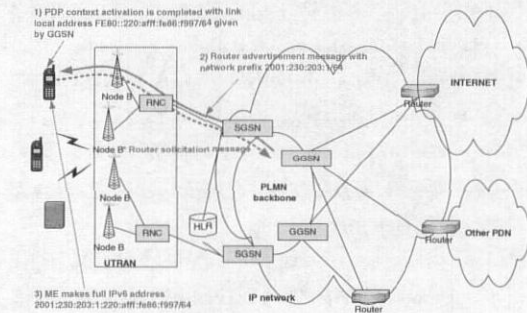 1) PDP context activation is completed with link
local address FE80::220:afff:fe86:f997/64 given
by GGSN
2) Router advertisement message with
network prefix 2001:230:203:1:/64
INTERNET
Router
Node B
RNC
SGSN
Node B
Router solicitation message
GGSN
PLMN
backbone
HLR
Node B
RNC
GGSN
Other PDN
Router
Node B
SGSN
UTRAN
IP network
Router
3) ME makes full IPv6 address
2001:230:203:1:220:afff:fe86:f997/64